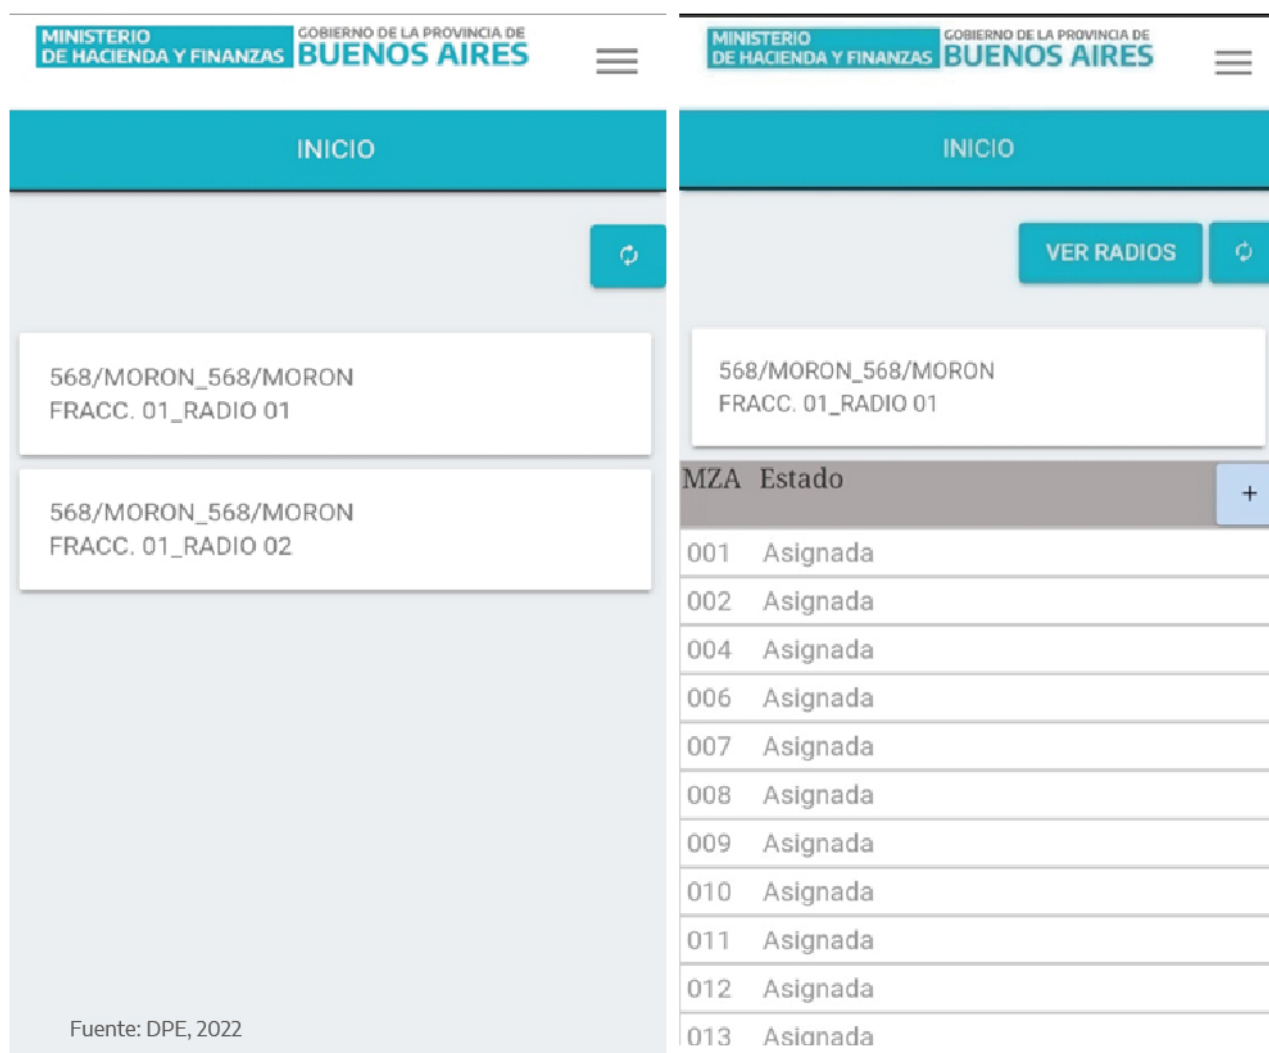 MINISTERIO
DE HACIENDA Y FINANZAS
GOBIERNO DE LA PROVINCIA DE
BUENOS AIRES
INICIO
568/MORON_568/MORON
FRACC. 01_RADIO 01
568/MORON_568/MORON
FRACC. 01_RADIO 02
Fuente: DPE, 2022
MINISTERIO
DE HACIENDA Y FINANZAS
GOBIERNO DE LA PROVINCIA DE
BUENOS AIRES
INICIO
VER RADIOS
568/MORON_568/MORON
FRACC. 01_RADIO 01
MZA Estado
+
001 Asignada
002 Asignada
004 Asignada
006 Asignada
007 Asignada
008 Asignada
009 Asignada
010 Asignada
011 Asignada
012 Asignada
013 Asignada